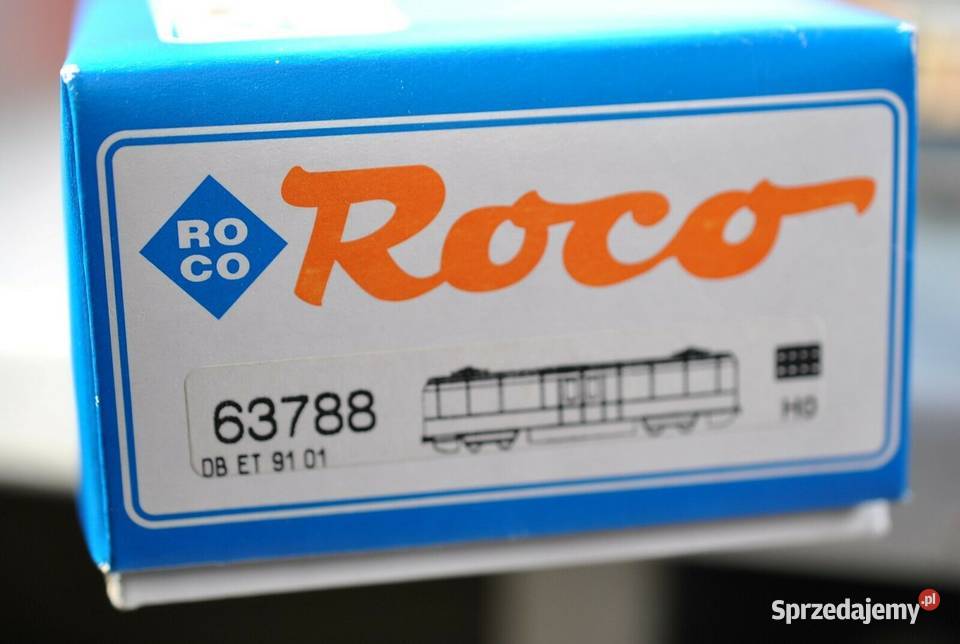 RO
CO
Roco
63788
DB ET 91 01
H0
Sprzedajemy.pl